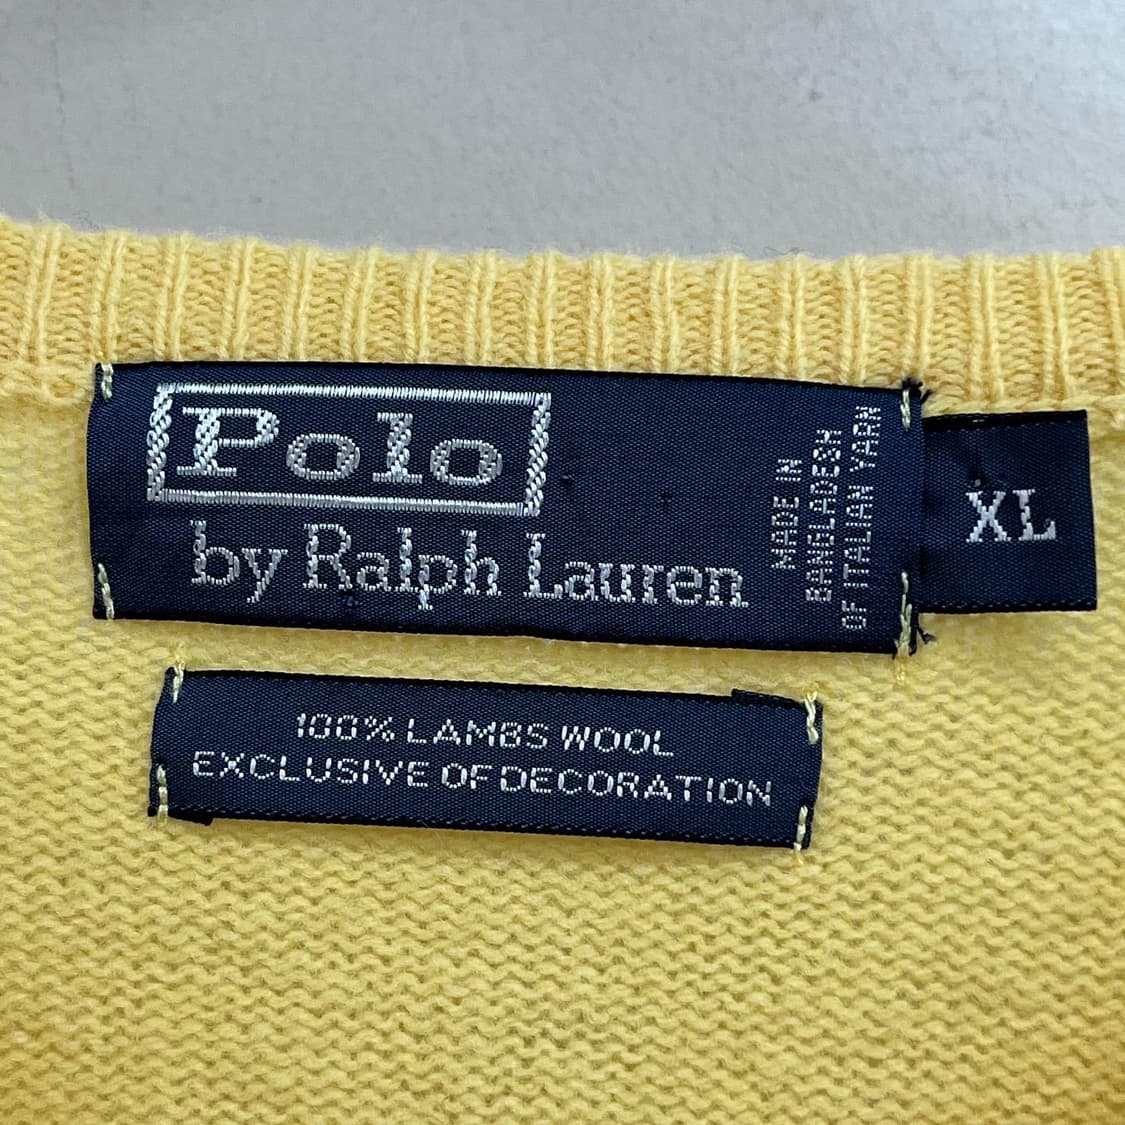 Polo
by Ralph Lauren
MADE IN
BANGLADESH
OF ITALIAN YARN
XL
100% LAMBS WOOL
EXCLUSIVE OF DECORATION